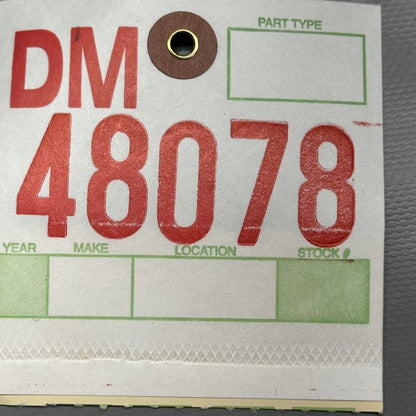 PART TYPE
DM
48078
YEAR MAKE LOCATION STOCK #